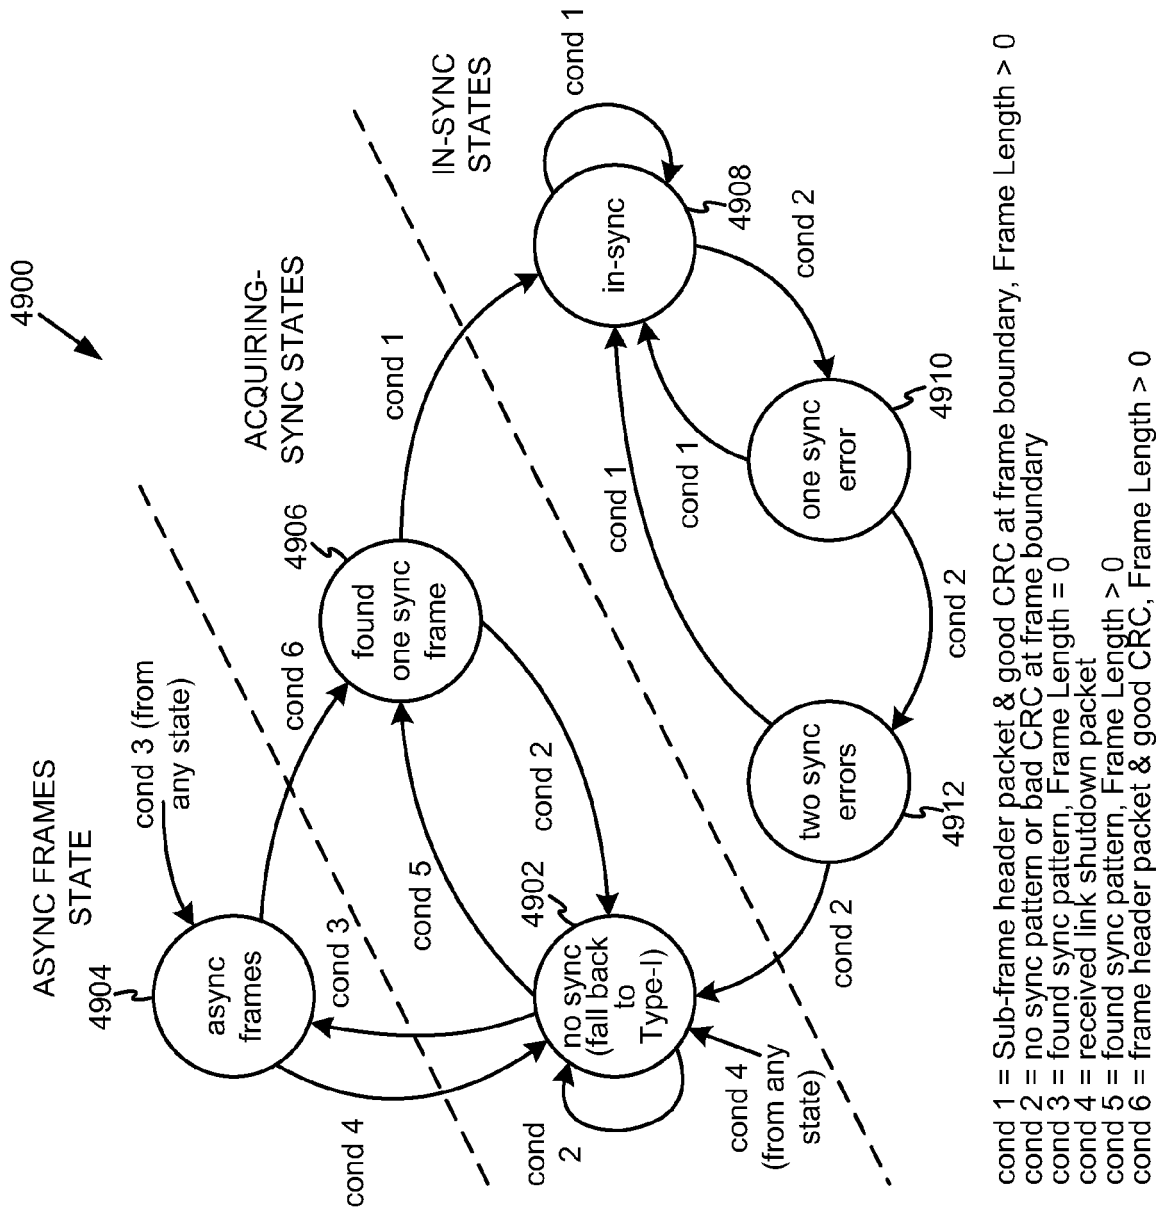 4900
ASYNC FRAMES
STATE
ACQUIRING-
SYNC STATES
IN-SYNC
STATES
4904
async
frames
cond 3 (from
any state)
cond 6
4906
found
one sync
frame
cond 1
cond 1
in-sync
4908
cond 4
cond 3
cond 5
cond 2
cond
2
4902
no sync
(fall back
to
Type-I)
cond 4
(from any
state)
cond 2
cond 1
cond 1
cond 2
two sync
errors
4912
one sync
error
4910
cond 2
cond 1 = Sub-frame header packet & good CRC at frame boundary, Frame Length > 0
cond 2 = no sync pattern or bad CRC at frame boundary
cond 3 = found sync pattern, Frame Length = 0
cond 4 = received link shutdown packet
cond 5 = found sync pattern, Frame Length > 0
cond 6 = frame header packet & good CRC, Frame Length > 0